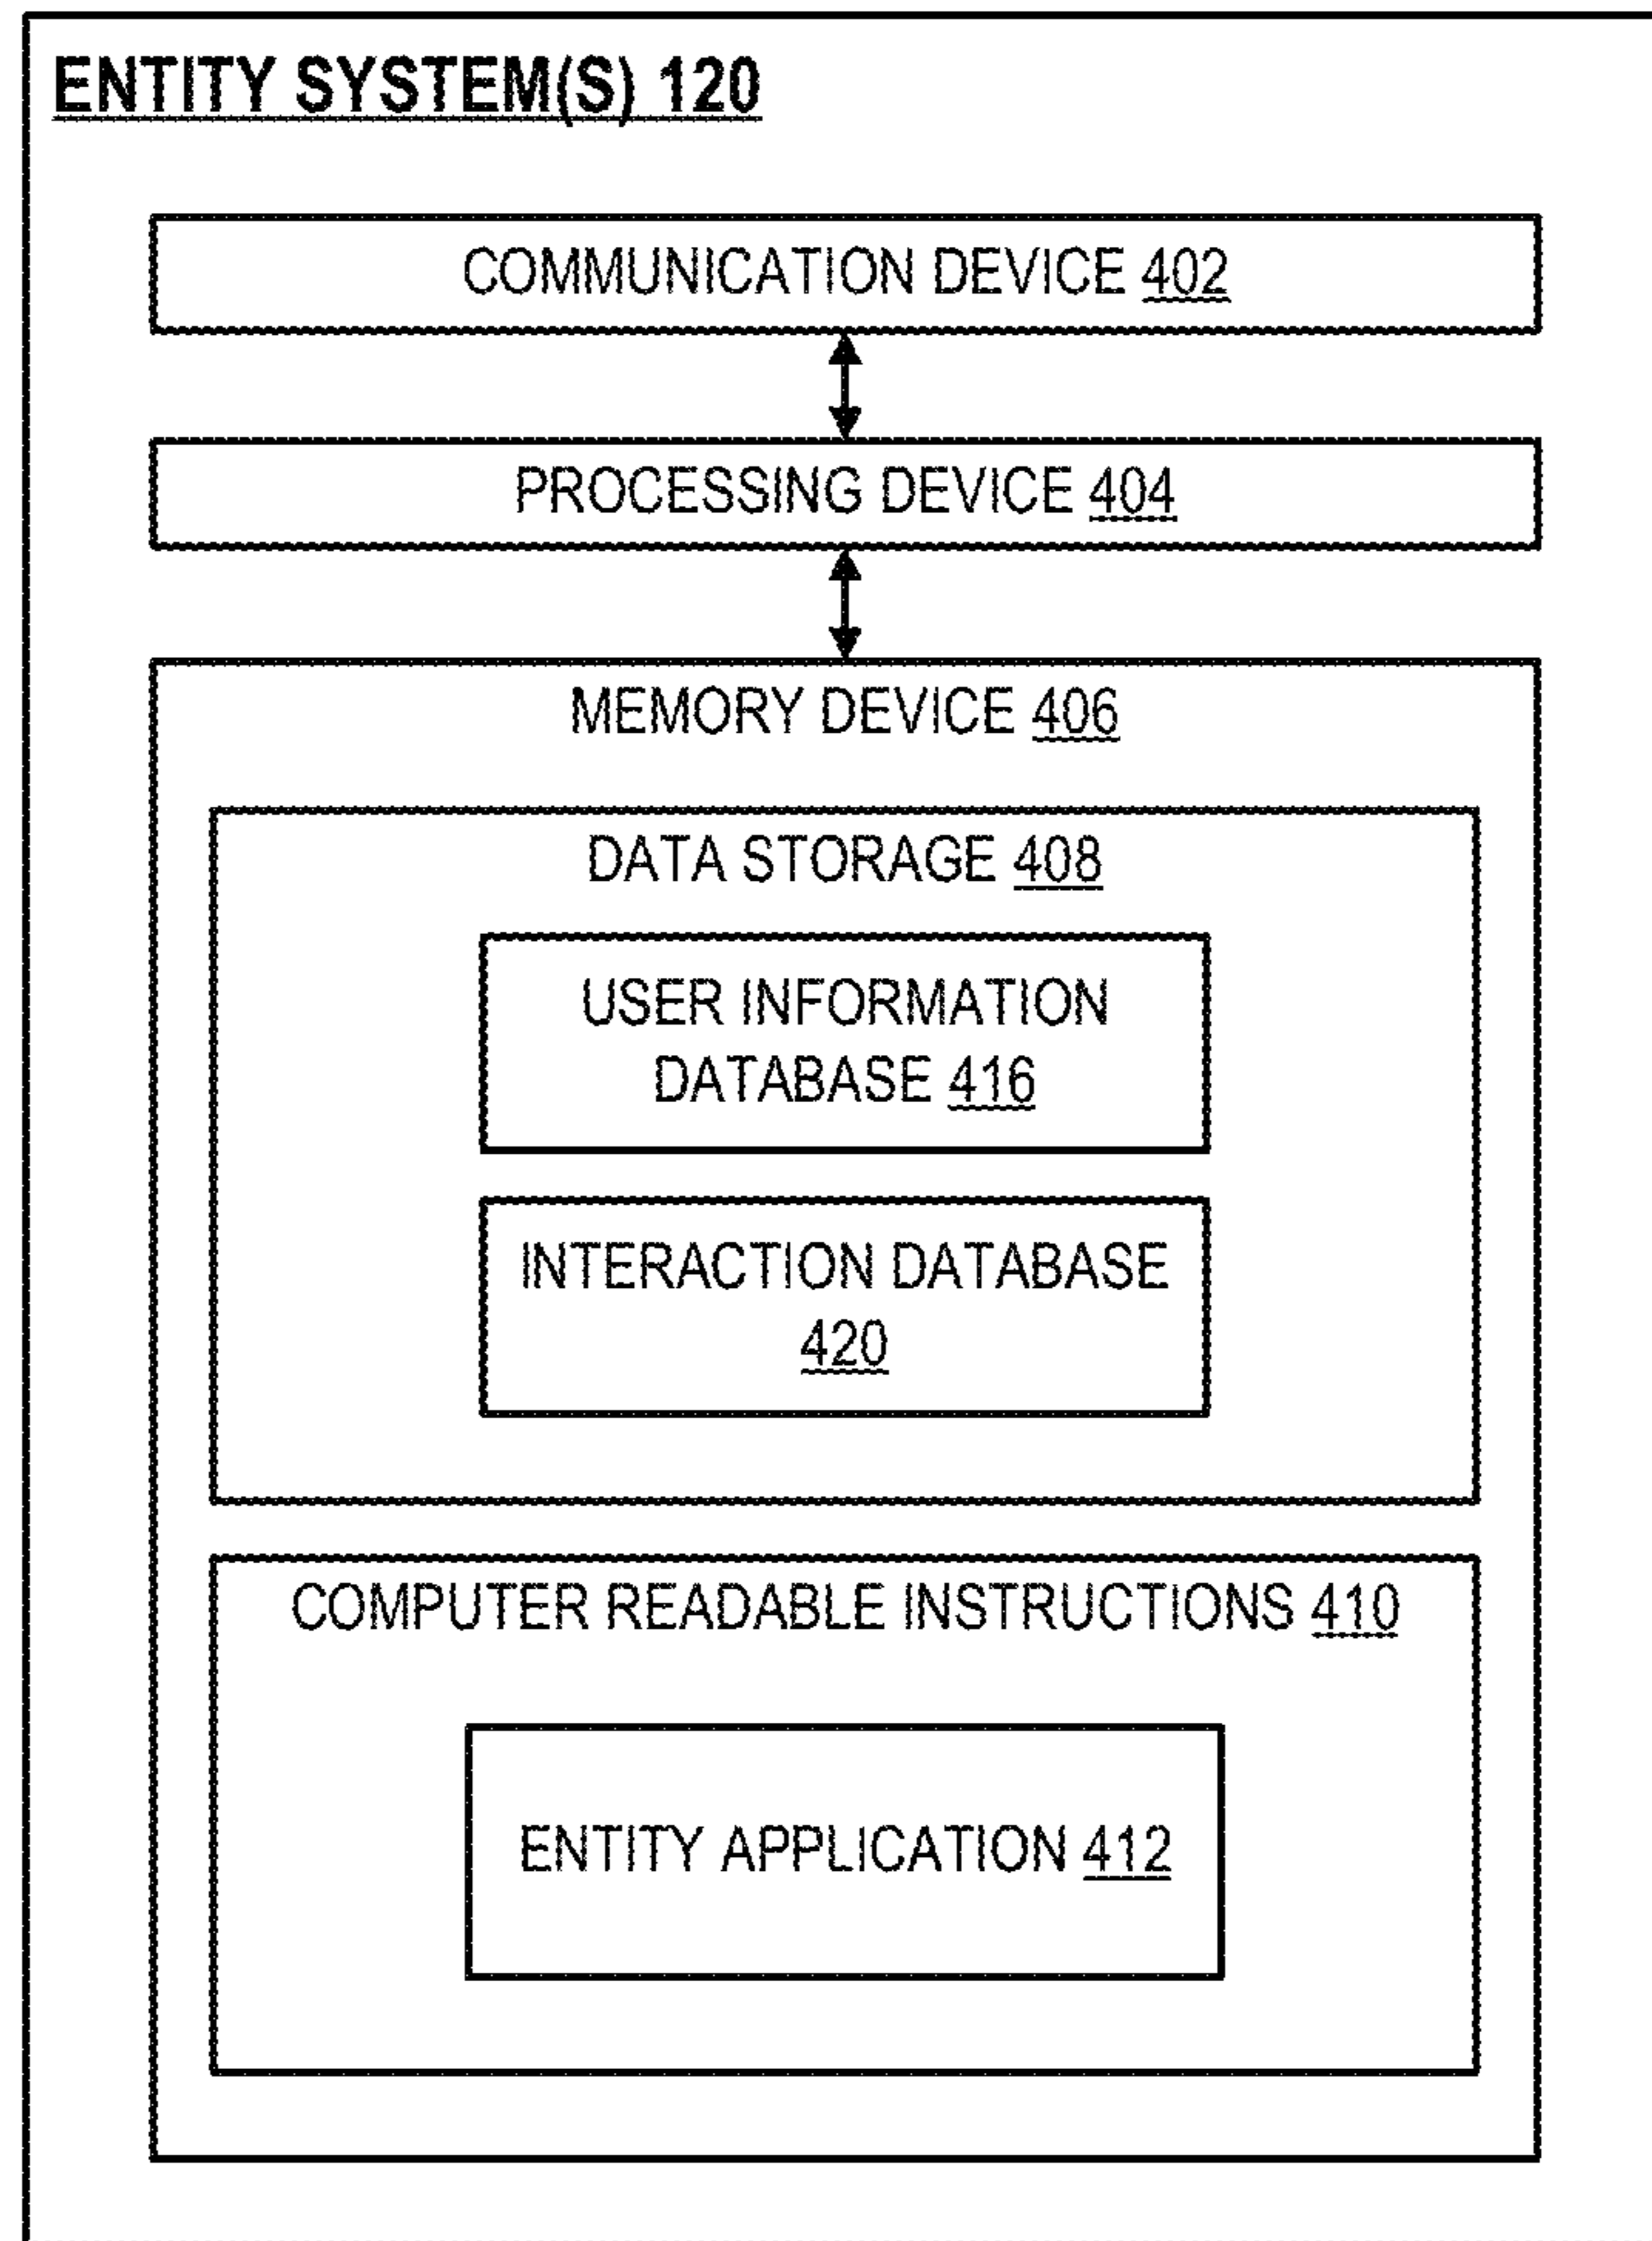 ENTITY SYSTEM(S) 120
COMMUNICATION DEVICE 402
PROCESSING DEVICE 404
MEMORY DEVICE 406
DATA STORAGE 408
USER INFORMATION
DATABASE 416
INTERACTION DATABASE
420
COMPUTER READABLE INSTRUCTIONS 410
ENTITY APPLICATION 412